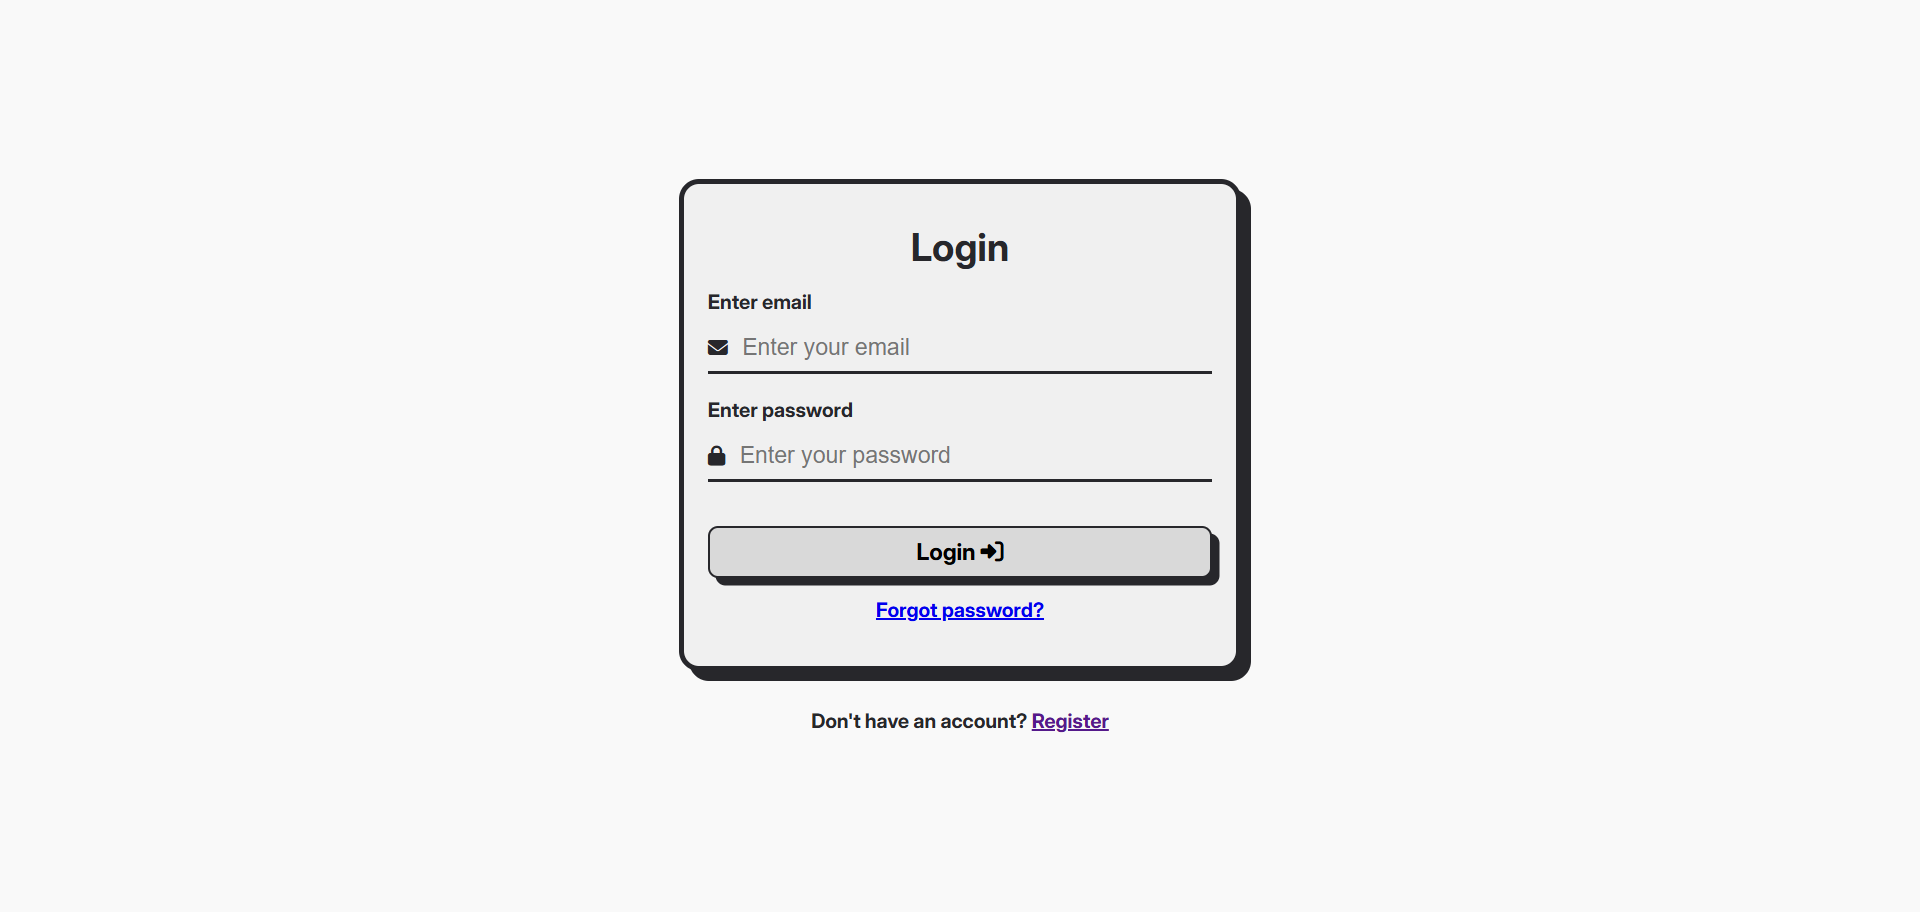 Login
Enter email
Enter your email
Enter password
Enter your password
Login
Forgot password?
Don't have an account? Register